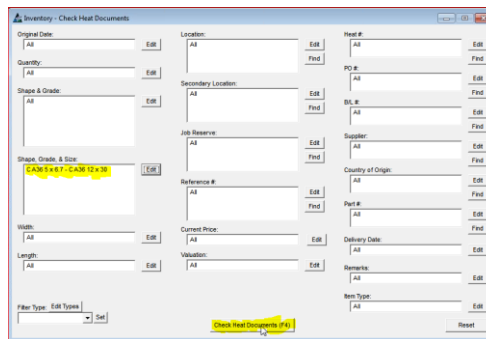 Inventory - Check Heat Documents
Original Date:
All
Edit
Quantity:
All
Edit
Shape & Grade:
All
Edit
Shape, Grade, & Size:
C A36 5 x 6.7 - C A36 12 x 30
Edit
Width:
All
Edit
Length:
All
Edit
Filter Type:
Edit Types
Set
Location:
All
Edit
Find
Secondary Location:
All
Edit
Find
Job Reserve:
All
Edit
Find
Reference #:
All
Edit
Find
Current Price:
All
Edit
Valuation:
All
Edit
Check Heat Documents (F4)
Heat #:
All
Edit
Find
PO #:
All
Edit
Find
B/L #:
All
Edit
Find
Supplier:
All
Edit
Country of Origin:
All
Edit
Part #:
All
Edit
Find
Delivery Date:
All
Edit
Remarks:
All
Edit
Item Type:
All
Edit
Reset